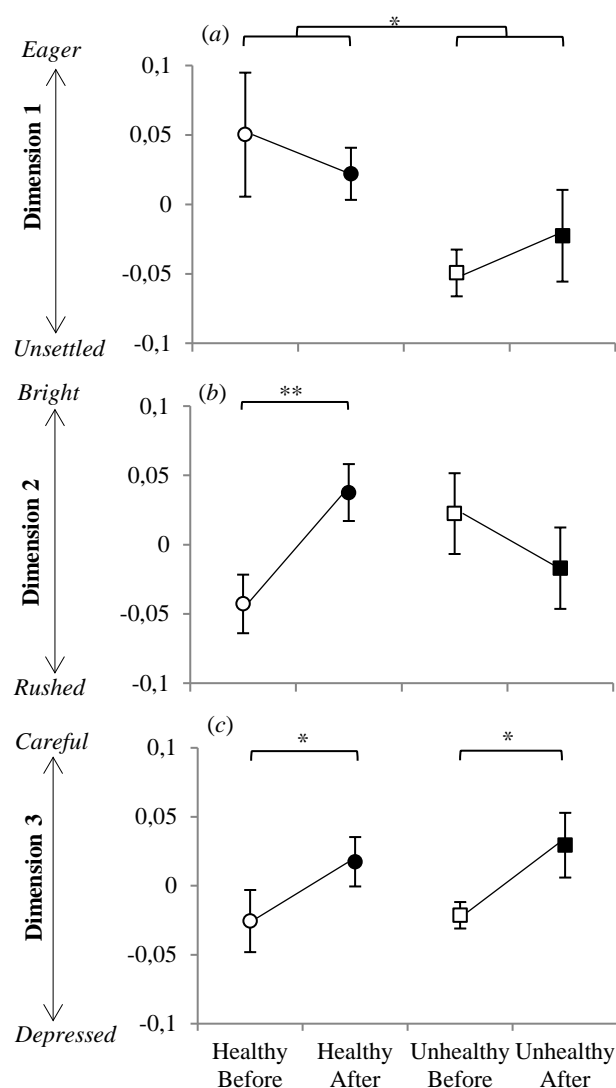 Eager
(a)
*
0,1
0,05
0
-0,05
-0,1
Dimension 1
Unsettled
Bright
(b)
**
0,1
0,05
0
-0,05
-0,1
Dimension 2
Rushed
Careful
(c)
*
*
0,1
0,05
0
-0,05
-0,1
Dimension 3
Depressed
Healthy Healthy Unhealthy Unhealthy
Before After Before After